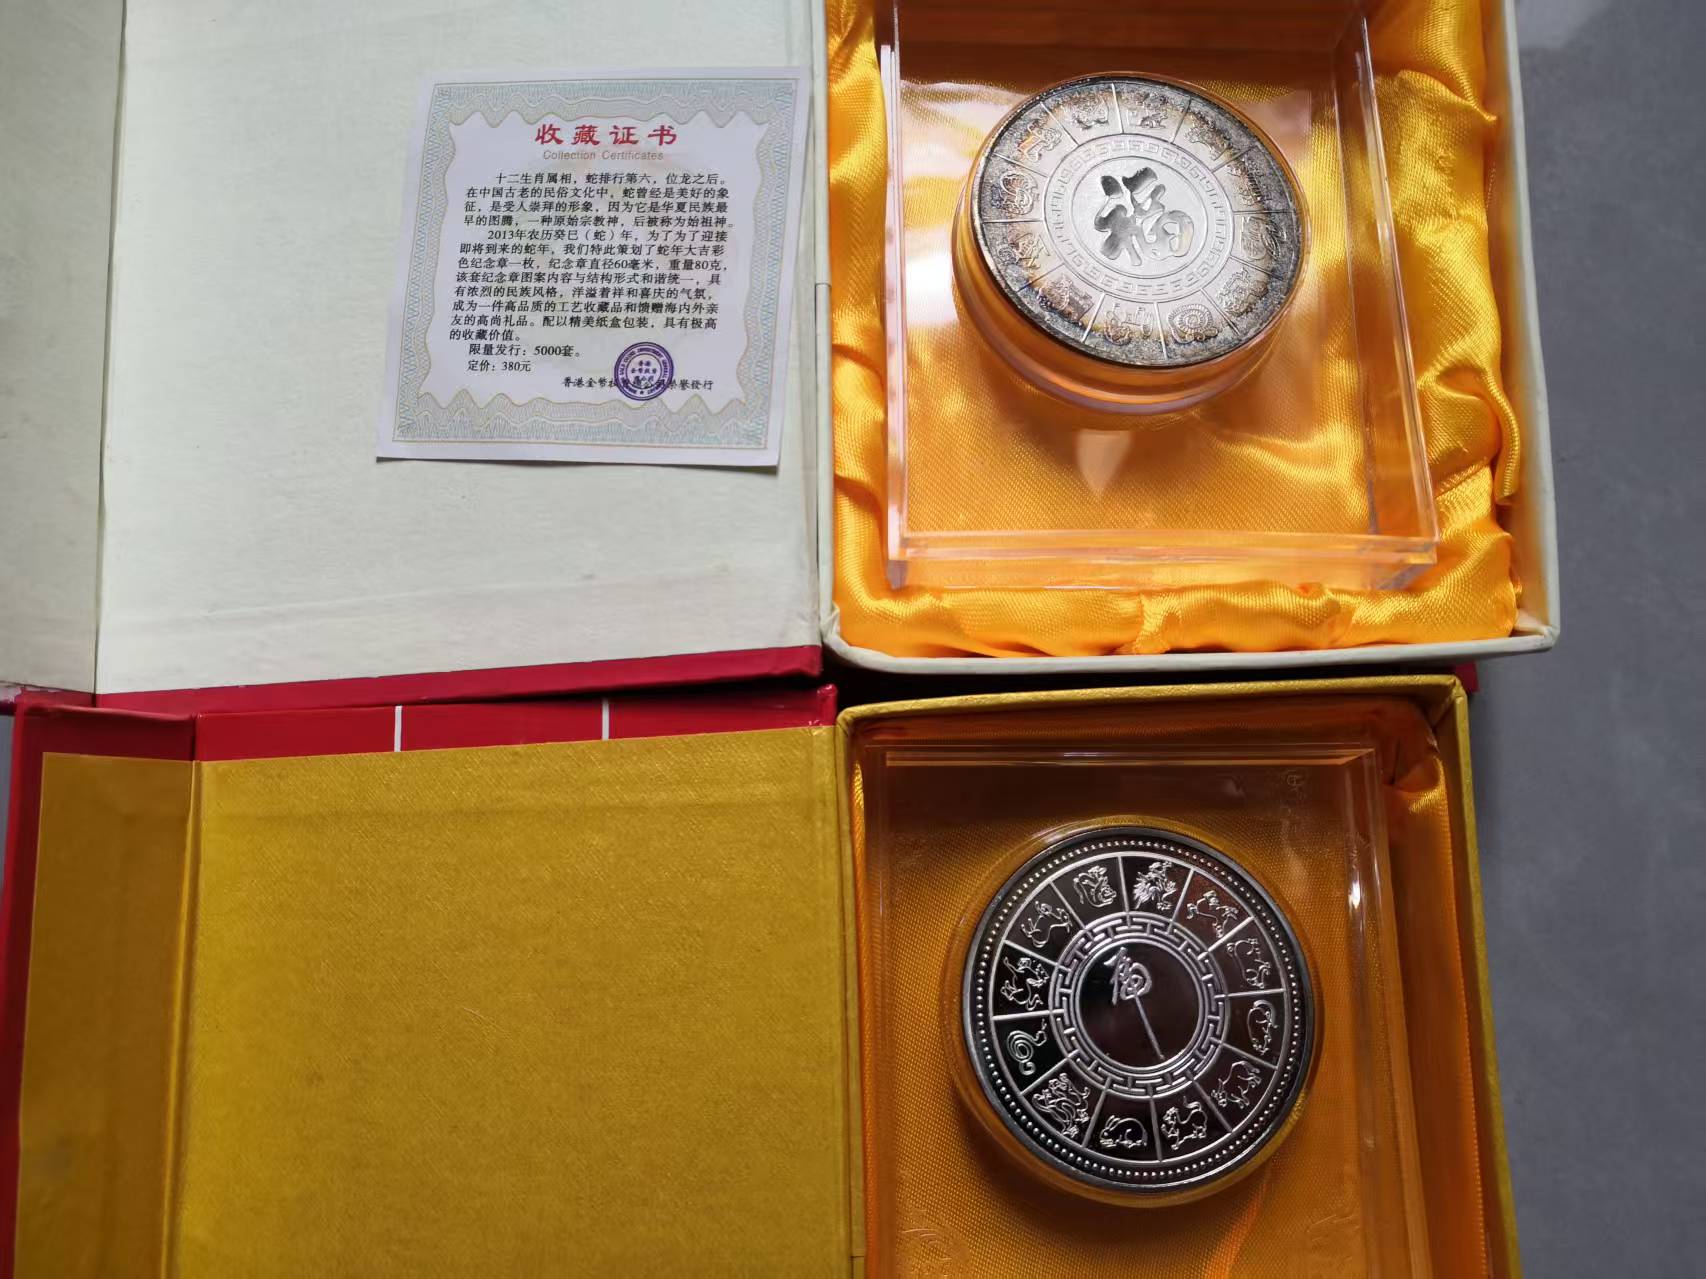 收藏证书
Collection Certificates
十二生肖属相，蛇排行第六，位龙之后。
在中国古老的民俗文化中，蛇曾经是美好的象
征，是受人崇拜的形象，因为它是华夏民族最
早的图腾，一种原始宗教神，后被称为始祖神。
2013年农历癸巳（蛇）年，为了为了迎接
即将到来的蛇年，我们特此策划了蛇年大吉彩
色纪念章一枚，纪念章直径60毫米，重量80克，
该套纪念章图案内容与结构形式和谐统一，具
有浓烈的民族风格，洋溢着祥和喜庆的气氛，
成为一件高品质的工艺收藏品和馈赠海内外亲
友的高尚礼品。配以精美纸盒包装，具有极高
的收藏价值。
限量发行：5000套。
定价：380元
香港金幣投資公司榮譽發行
福
福